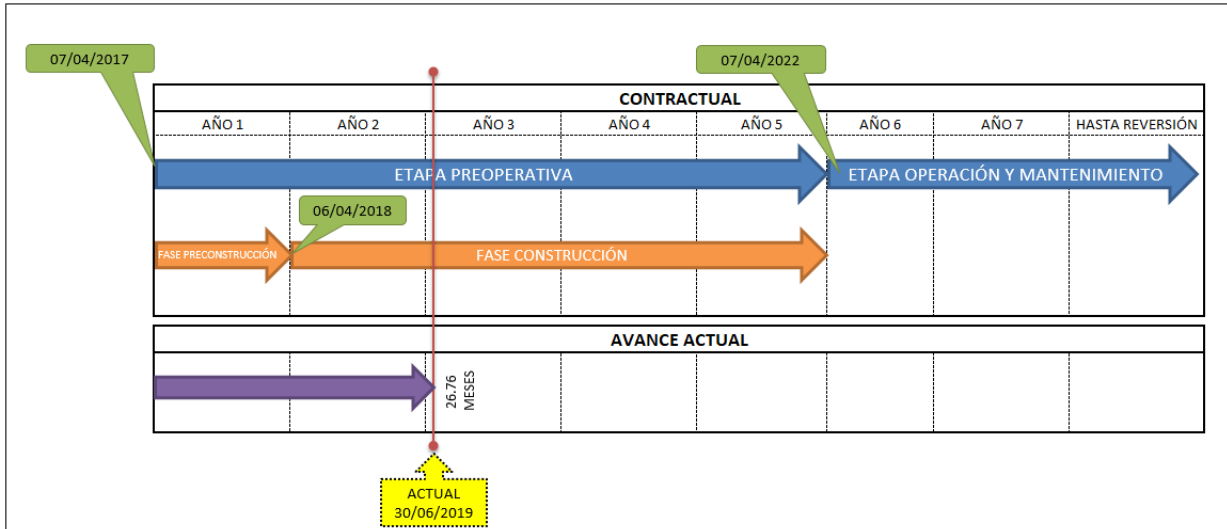 07/04/2017
07/04/2022
CONTRACTUAL
AÑO 1 AÑO 2 AÑO 3 AÑO 4 AÑO 5 AÑO 6 AÑO 7 HASTA REVERSIÓN
ETAPA PREOPERATIVA ETAPA OPERACIÓN Y MANTENIMIENTO
06/04/2018
FASE PRECONSTRUCCIÓN FASE CONSTRUCCIÓN
AVANCE ACTUAL
26.76
MESES
ACTUAL
30/06/2019